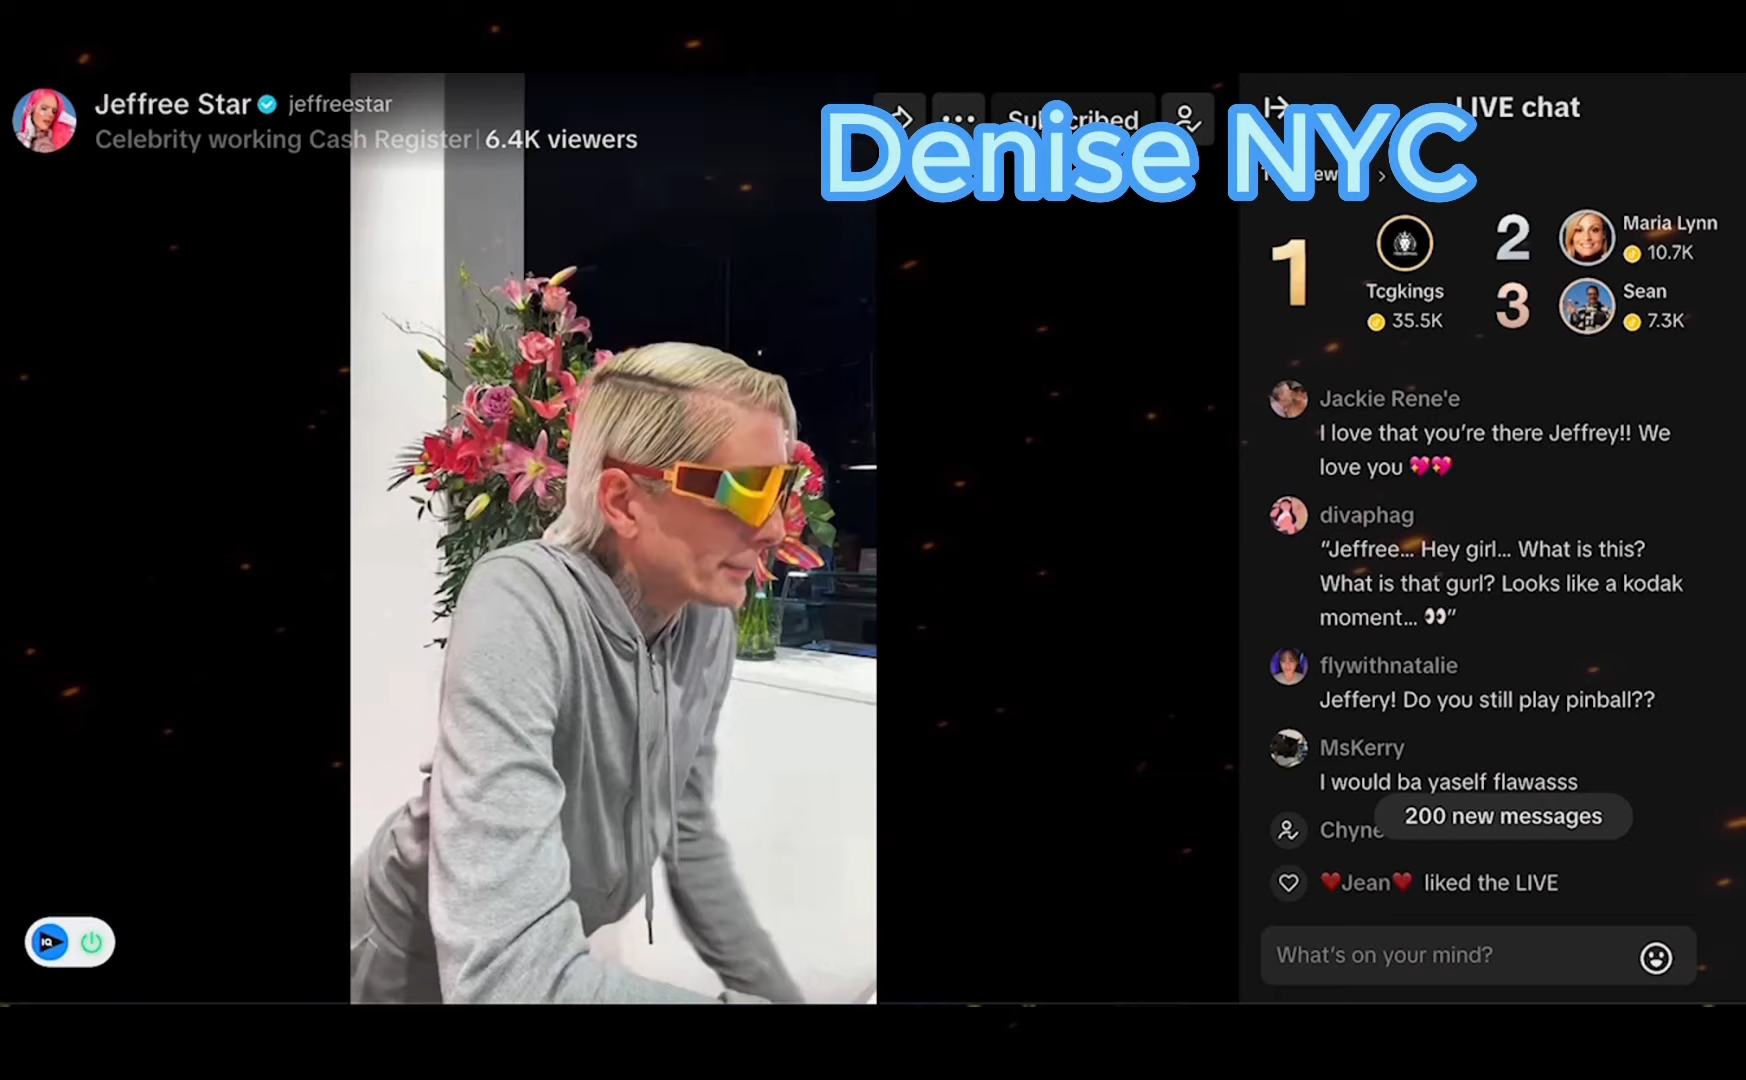 Jeffree Star jeffreestar
Celebrity working Cash Register | 6.4K viewers
Subscribed
Denise NYC
LIVE chat
1
Tcgkings
35.5K
2
Maria Lynn
10.7K
3
Sean
7.3K
Jackie Rene'e
I love that you're there Jeffrey!! We
love you 💖💖
divaphag
“Jeffree... Hey girl... What is this?
What is that gurl? Looks like a kodak
moment... 👀”
flywithnatalie
Jeffery! Do you still play pinball??
MsKerry
I would ba yaself flawasss
200 new messages
❤️Jean❤️ liked the LIVE
What's on your mind?
IQ